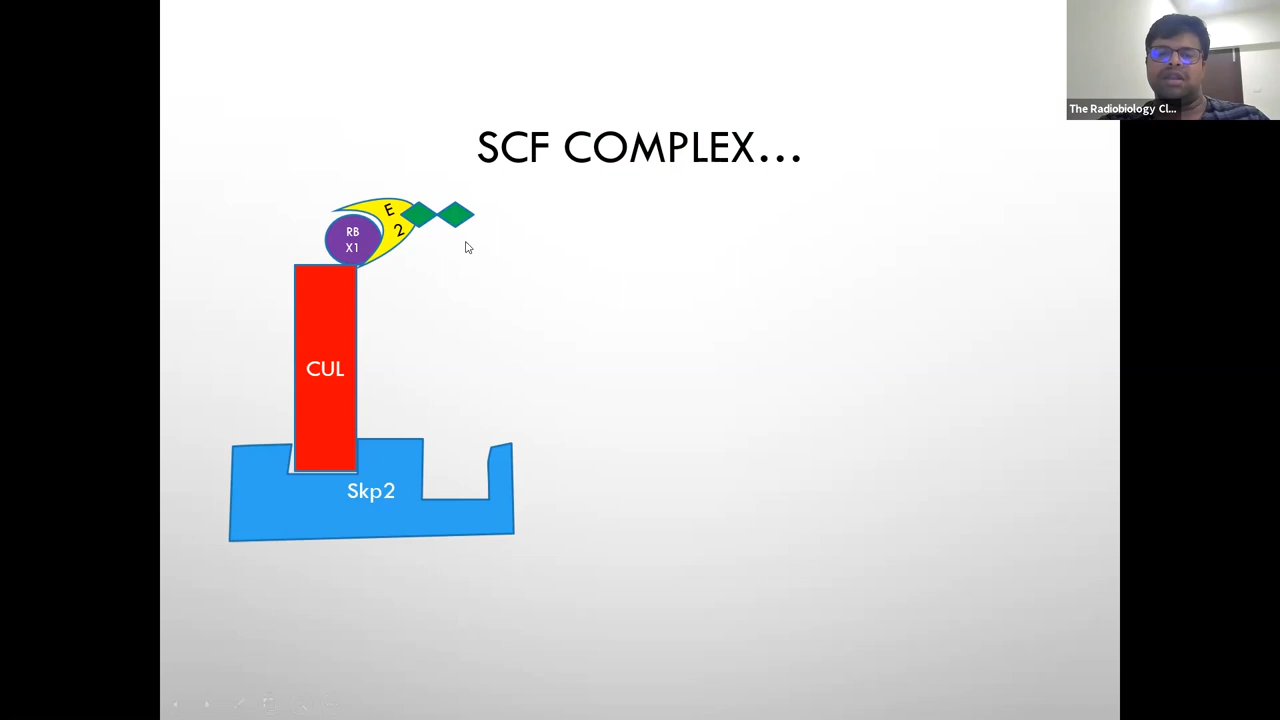 The Radiobiology Cl...
SCF COMPLEX...
E
2
RB
X1
CUL
Skp2